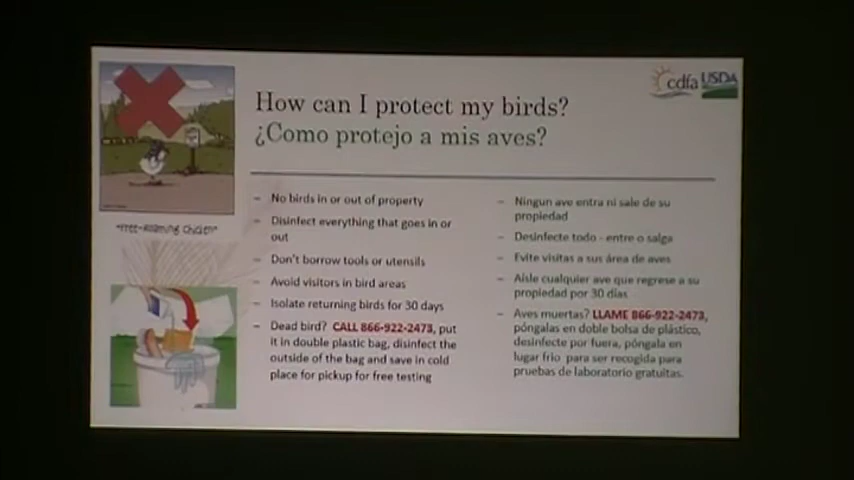 cdfa USDA
How can I protect my birds?
¿Como protejo a mis aves?
"Free-Roaming Chicken"
– No birds in or out of property
– Disinfect everything that goes in or
out
– Don't borrow tools or utensils
– Avoid visitors in bird areas
– Isolate returning birds for 30 days
– Dead bird? CALL 866-922-2473, put
it in double plastic bag, disinfect the
outside of the bag and save in cold
place for pickup for free testing
– Ningun ave entra ni sale de su
propiedad
– Desinfecte todo - entre o salga
– Evite visitas a sus área de aves
– Aisle cualquier ave que regrese a su
propiedad por 30 dias
– Aves muertas? LLAME 866-922-2473,
póngalas en doble bolsa de plástico,
desinfecte por fuera, póngala en
lugar frio para ser recogida para
pruebas de laboratorio gratuitas.